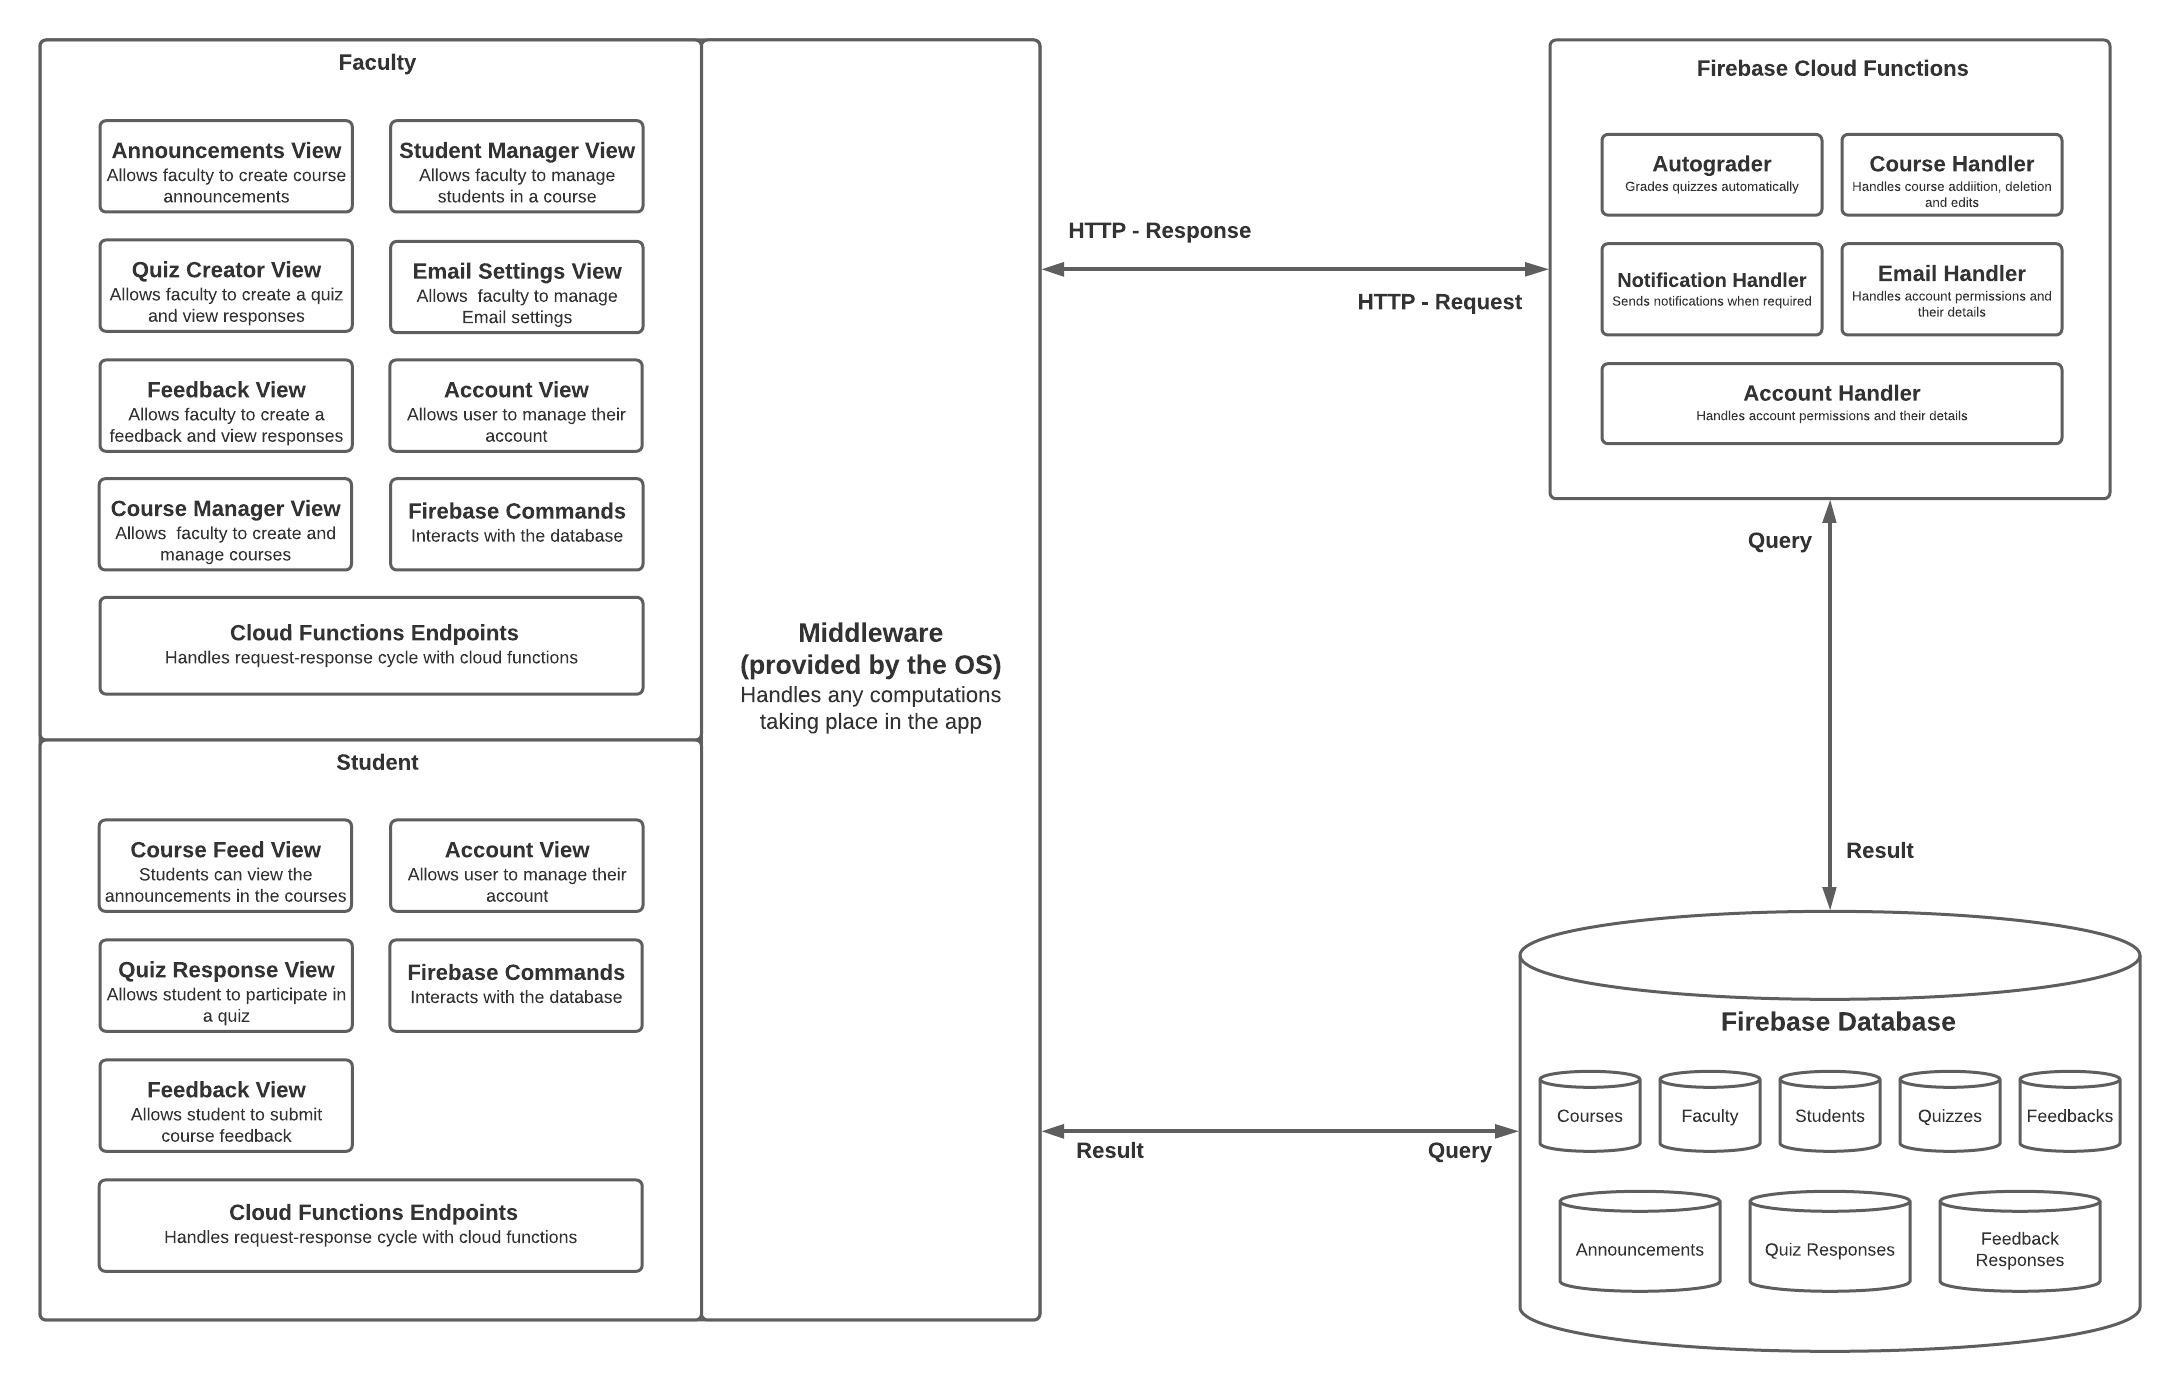 Faculty
Announcements View
Allows faculty to create course
announcements
Student Manager View
Allows faculty to manage
students in a course
Quiz Creator View
Allows faculty to create a quiz
and view responses
Email Settings View
Allows  faculty to manage
Email settings
Feedback View
Allows faculty to create a
feedback and view responses
Account View
Allows user to manage their
account
Course Manager View
Allows  faculty to create and
manage courses
Firebase Commands
Interacts with the database
Cloud Functions Endpoints
Handles request-response cycle with cloud functions
Student
Course Feed View
Students can view the
announcements in the courses
Account View
Allows user to manage their
account
Quiz Response View
Allows student to participate in
a quiz
Firebase Commands
Interacts with the database
Feedback View
Allows student to submit
course feedback
Cloud Functions Endpoints
Handles request-response cycle with cloud functions
Middleware
(provided by the OS)
Handles any computations
taking place in the app
HTTP - Response
HTTP - Request
Firebase Cloud Functions
Autograder
Grades quizzes automatically
Course Handler
Handles course addiition, deletion
and edits
Notification Handler
Sends notifications when required
Email Handler
Handles account permissions and
their details
Account Handler
Handles account permissions and their details
Query
Result
Result
Query
Firebase Database
Courses
Faculty
Students
Quizzes
Feedbacks
Announcements
Quiz Responses
Feedback
Responses